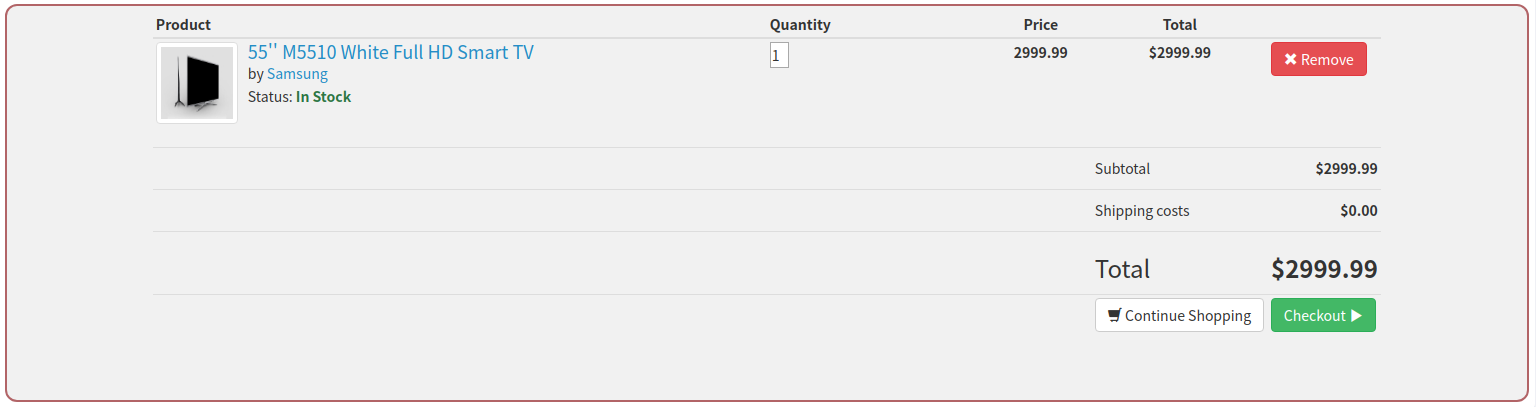 Product Quantity Price Total
55'' M5510 White Full HD Smart TV 1 2999.99 $2999.99 Remove
by Samsung
Status: In Stock
Subtotal $2999.99
Shipping costs $0.00
Total $2999.99
Continue Shopping Checkout